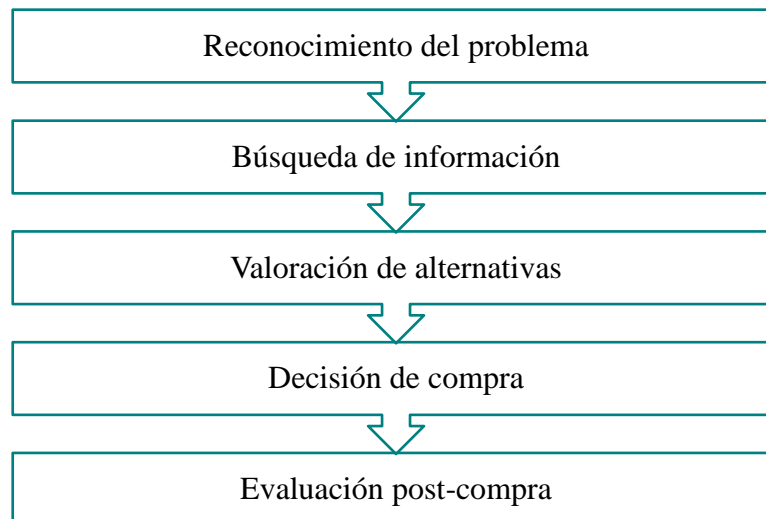 Reconocimiento del problema
Búsqueda de información
Valoración de alternativas
Decisión de compra
Evaluación post-compra